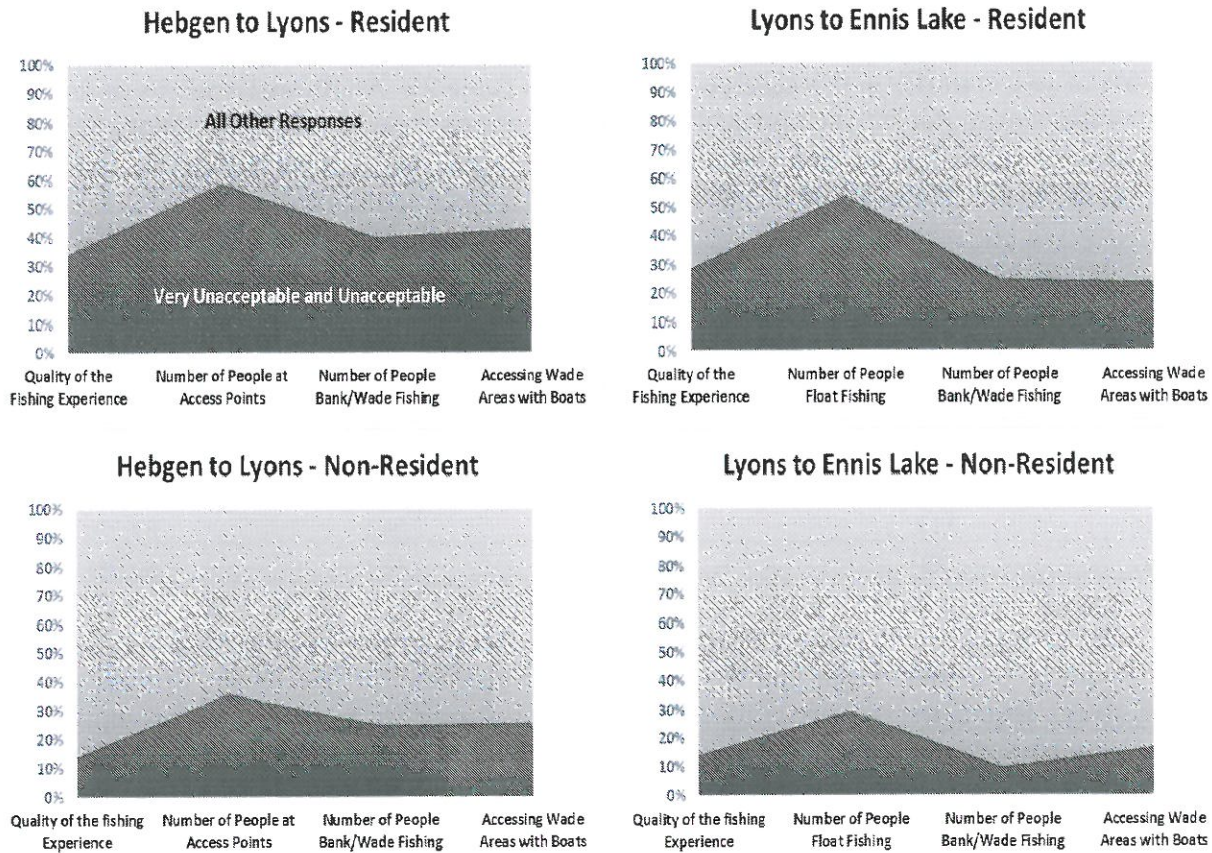 Hebgen to Lyons - Resident
100%
90%
80%
70%
60%
50%
40%
30%
20%
10%
0%
All Other Responses
Very Unacceptable and Unacceptable
Quality of the
Fishing Experience
Number of People at
Access Points
Number of People
Bank/Wade Fishing
Accessing Wade
Areas with Boats
Lyons to Ennis Lake - Resident
100%
90%
80%
70%
60%
50%
40%
30%
20%
10%
0%
Quality of the
Fishing Experience
Number of People
Float Fishing
Number of People
Bank/Wade Fishing
Accessing Wade
Areas with Boats
Hebgen to Lyons - Non-Resident
100%
90%
80%
70%
60%
50%
40%
30%
20%
10%
0%
Quality of the fishing
Experience
Number of People at
Access Points
Number of People
Bank/Wade Fishing
Accessing Wade
Areas with Boats
Lyons to Ennis Lake - Non-Resident
100%
90%
80%
70%
60%
50%
40%
30%
20%
10%
0%
Quality of the fishing
Experience
Number of People
Float Fishing
Number of People
Bank/Wade Fishing
Accessing Wade
Areas with Boats